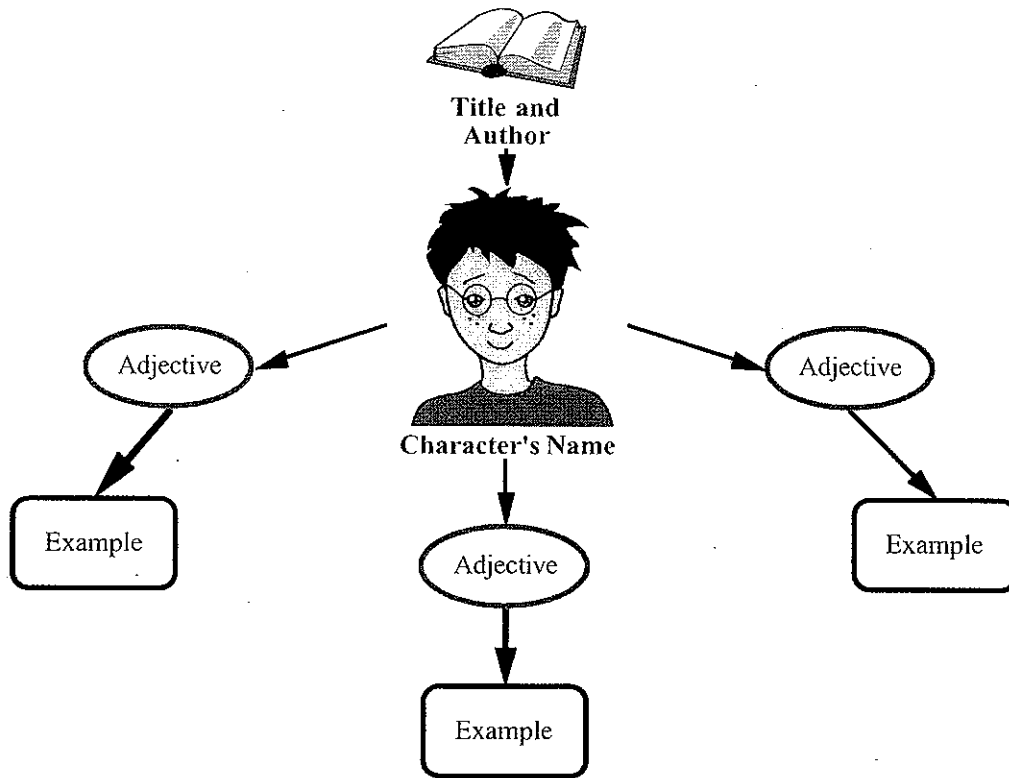 Title and
Author
Adjective
Adjective
Character's Name
Example
Example
Adjective
Example